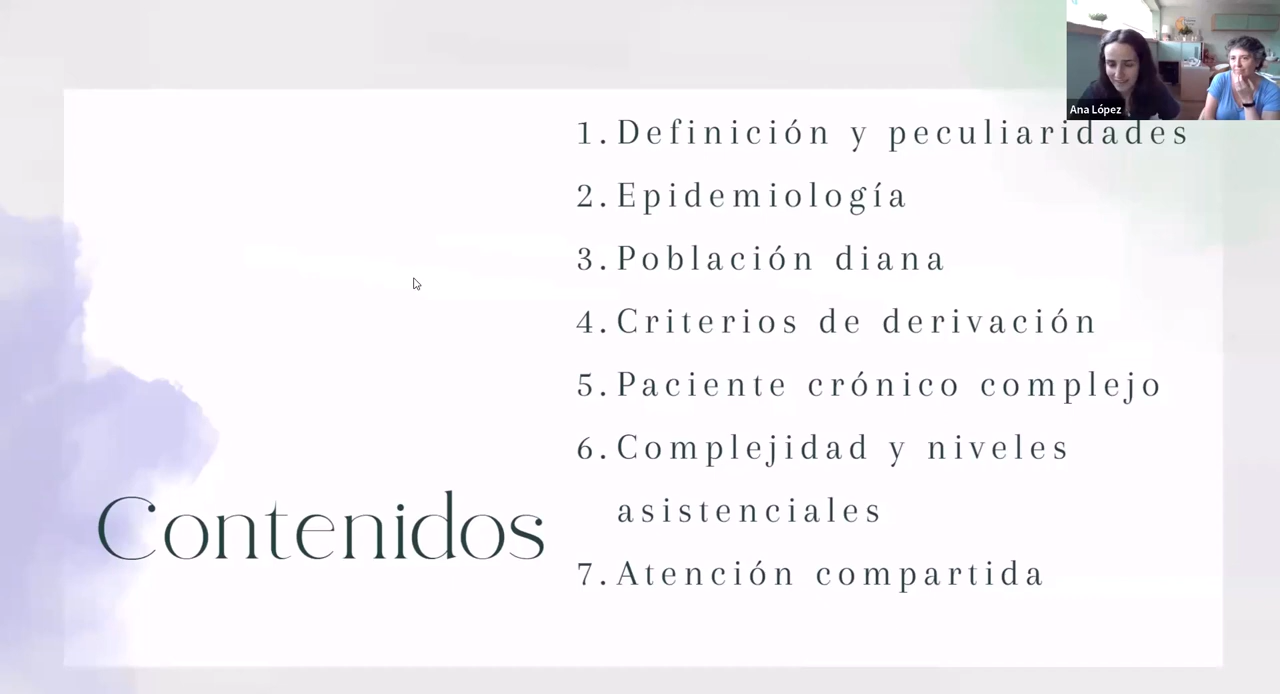 Ana López
1. Definición y peculiaridades
2. Epidemiología
3. Población diana
4. Criterios de derivación
5. Paciente crónico complejo
6. Complejidad y niveles
asistenciales
7. Atención compartida
Contenidos